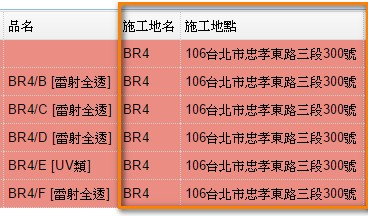 品名 施工地名 施工地點
BR4 106台北市忠孝東路三段300號
BR4/B [雷射全透] BR4 106台北市忠孝東路三段300號
BR4/C [雷射全透] BR4 106台北市忠孝東路三段300號
BR4/D [雷射全透] BR4 106台北市忠孝東路三段300號
BR4/E [UV類] BR4 106台北市忠孝東路三段300號
BR4/F [雷射全透] BR4 106台北市忠孝東路三段300號